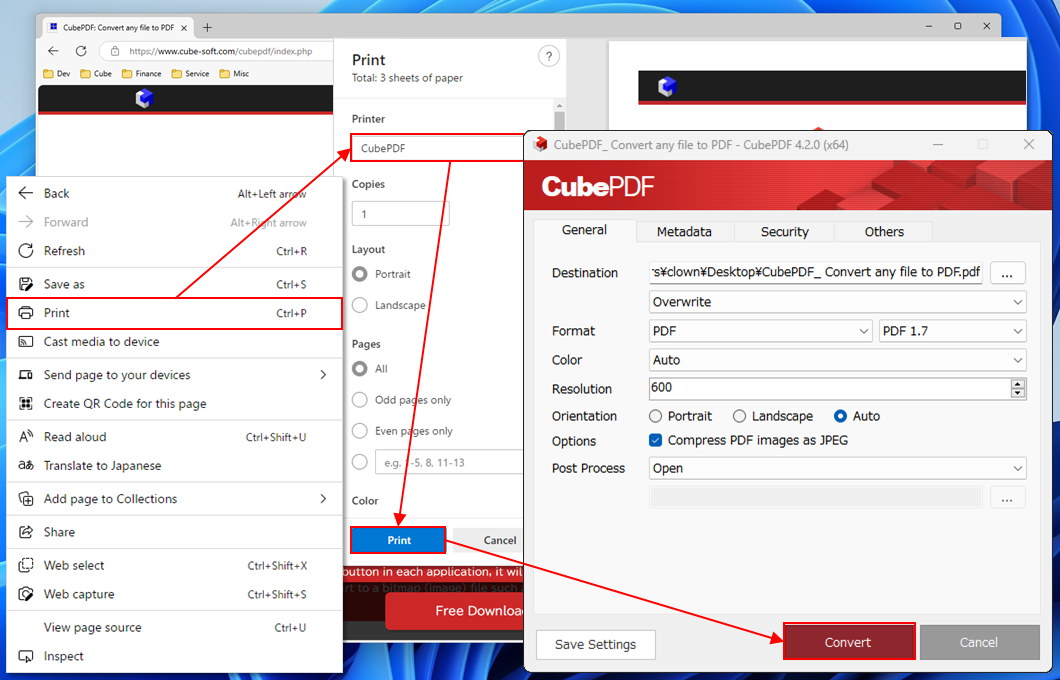 CubePDF: Convert any file to PDF
https://www.cube-soft.com/cubepdf/index.php
Dev
Cube
Finance
Service
Misc
Back Alt+Left arrow
Forward Alt+Right arrow
Refresh Ctrl+R
Save as Ctrl+S
Print Ctrl+P
Cast media to device
Send page to your devices
Create QR Code for this page
Read aloud Ctrl+Shift+U
Translate to Japanese
Add page to Collections
Share
Web select Ctrl+Shift+X
Web capture Ctrl+Shift+S
View page source Ctrl+U
Inspect
Print
?
Total: 3 sheets of paper
Printer
CubePDF
Copies
1
Layout
Portrait
Landscape
Pages
All
Odd pages only
Even pages only
e.g. 1-5, 8, 11-13
Color
Print Cancel
button in each application, it will
rt to a bitmap (image) file such
Free Downloa
CubePDF_ Convert any file to PDF - CubePDF 4.2.0 (x64)
CubePDF
General Metadata Security Others
Destination rs¥clown¥Desktop¥CubePDF_ Convert any file to PDF.pdf ...
Overwrite
Format PDF PDF 1.7
Color Auto
Resolution 600
Orientation Portrait Landscape Auto
Options Compress PDF images as JPEG
Post Process Open
...
Save Settings Convert Cancel